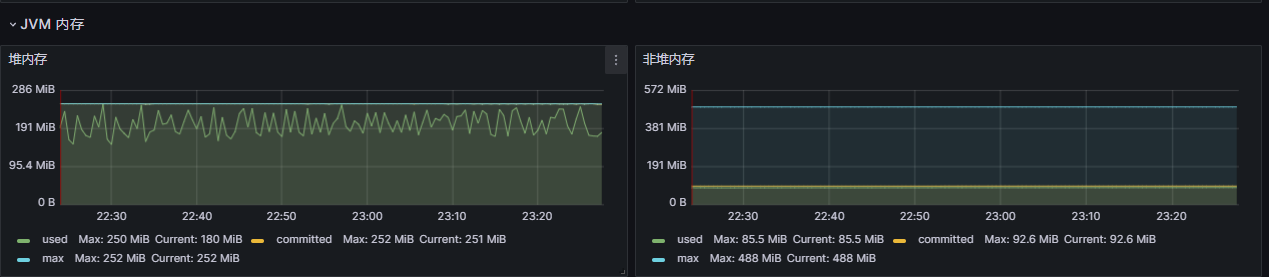 JVM 内存
堆内存
286 MiB
191 MiB
95.4 MiB
0 B
22:30 22:40 22:50 23:00 23:10 23:20
used Max: 250 MiB Current: 180 MiB committed Max: 252 MiB Current: 251 MiB
max Max: 252 MiB Current: 252 MiB
非堆内存
572 MiB
381 MiB
191 MiB
0 B
22:30 22:40 22:50 23:00 23:10 23:20
used Max: 85.5 MiB Current: 85.5 MiB committed Max: 92.6 MiB Current: 92.6 MiB
max Max: 488 MiB Current: 488 MiB